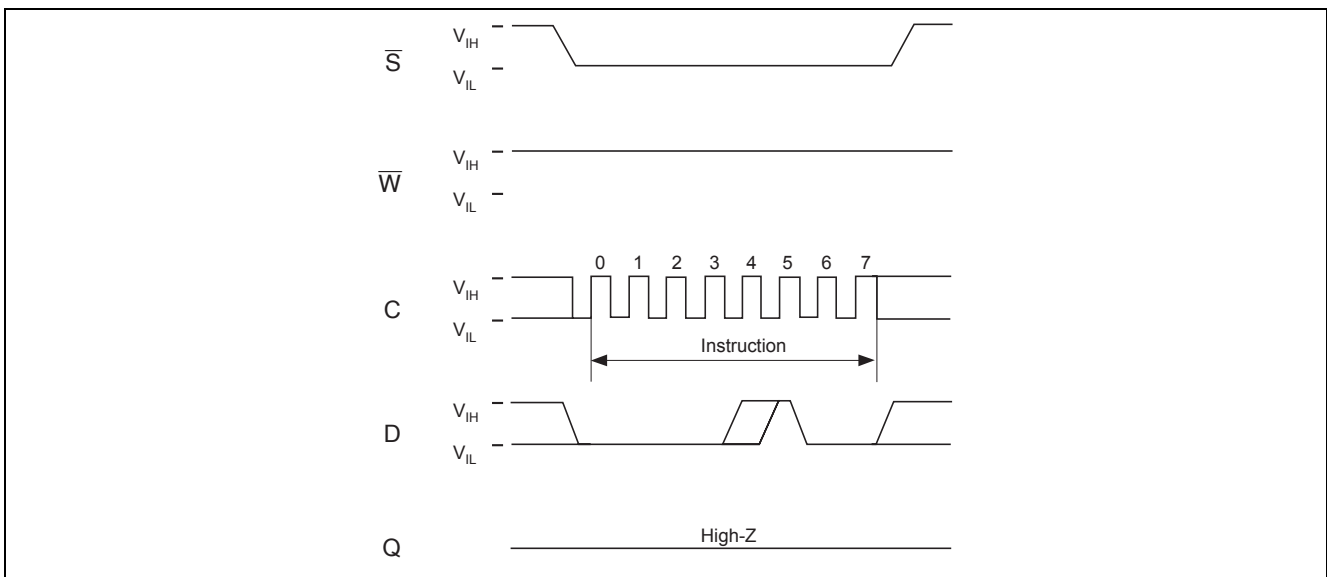 S̅
V_IH
V_IL
W̅
V_IH
V_IL
C
V_IH
V_IL
0 1 2 3 4 5 6 7
Instruction
D
V_IH
V_IL
Q
High-Z